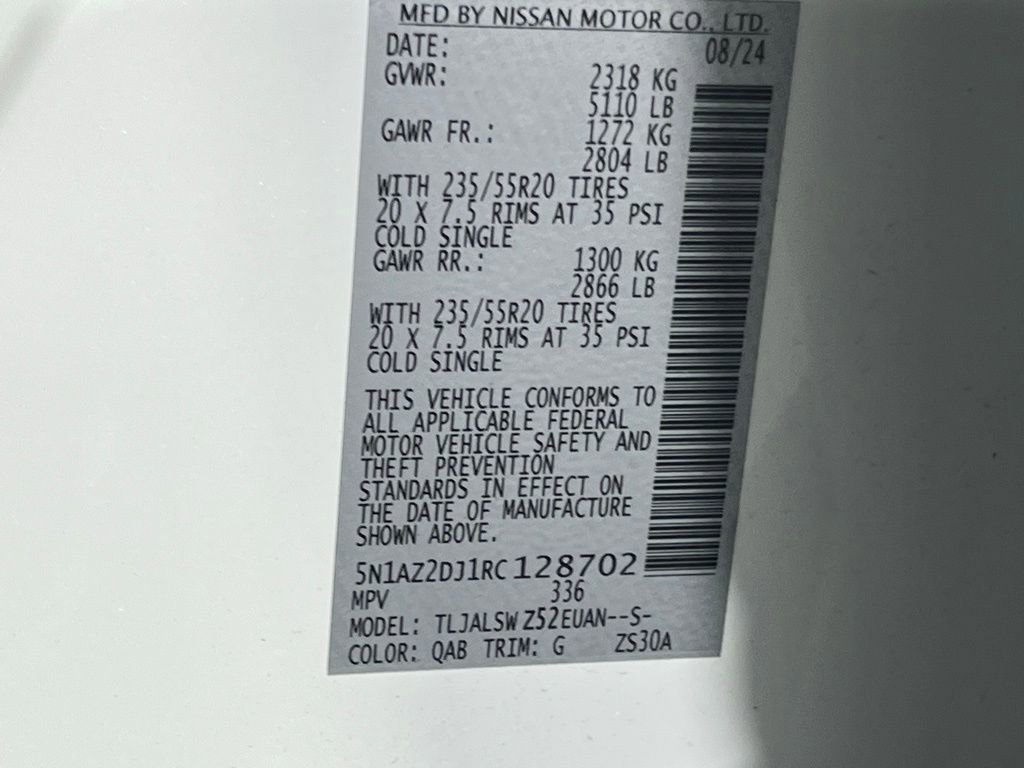 MFD BY NISSAN MOTOR CO., LTD.
DATE: 08/24
GVWR: 2318 KG
5110 LB
GAWR FR.: 1272 KG
2804 LB
WITH 235/55R20 TIRES
20 X 7.5 RIMS AT 35 PSI
COLD SINGLE
GAWR RR.: 1300 KG
2866 LB
WITH 235/55R20 TIRES
20 X 7.5 RIMS AT 35 PSI
COLD SINGLE
THIS VEHICLE CONFORMS TO
ALL APPLICABLE FEDERAL
MOTOR VEHICLE SAFETY AND
THEFT PREVENTION
STANDARDS IN EFFECT ON
THE DATE OF MANUFACTURE
SHOWN ABOVE.
5N1AZ2DJ1RC128702
MPV 336
MODEL: TLJALSW Z52EUAN--S-
COLOR: QAB TRIM: G ZS30A